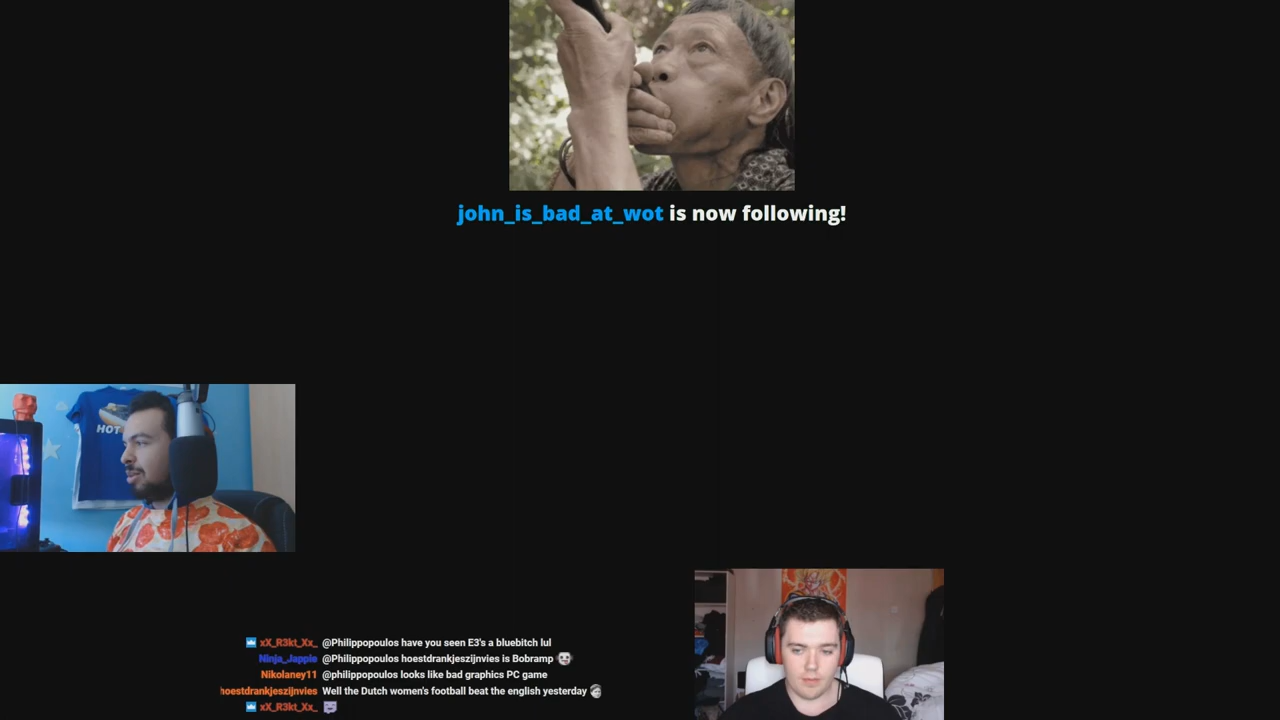 john_is_bad_at_wot is now following!
HOT
xX_R3kt_Xx_ @Philippopoulos have you seen E3's a bluebitch lul
Ninja_Jappie @Philippopoulos hoestdrankjeszijnvies is Bobramp
Nikolaney11 @philippopoulos looks like bad graphics PC game
hoestdrankjeszijnvies Well the Dutch women's football beat the english yesterday
xX_R3kt_Xx_